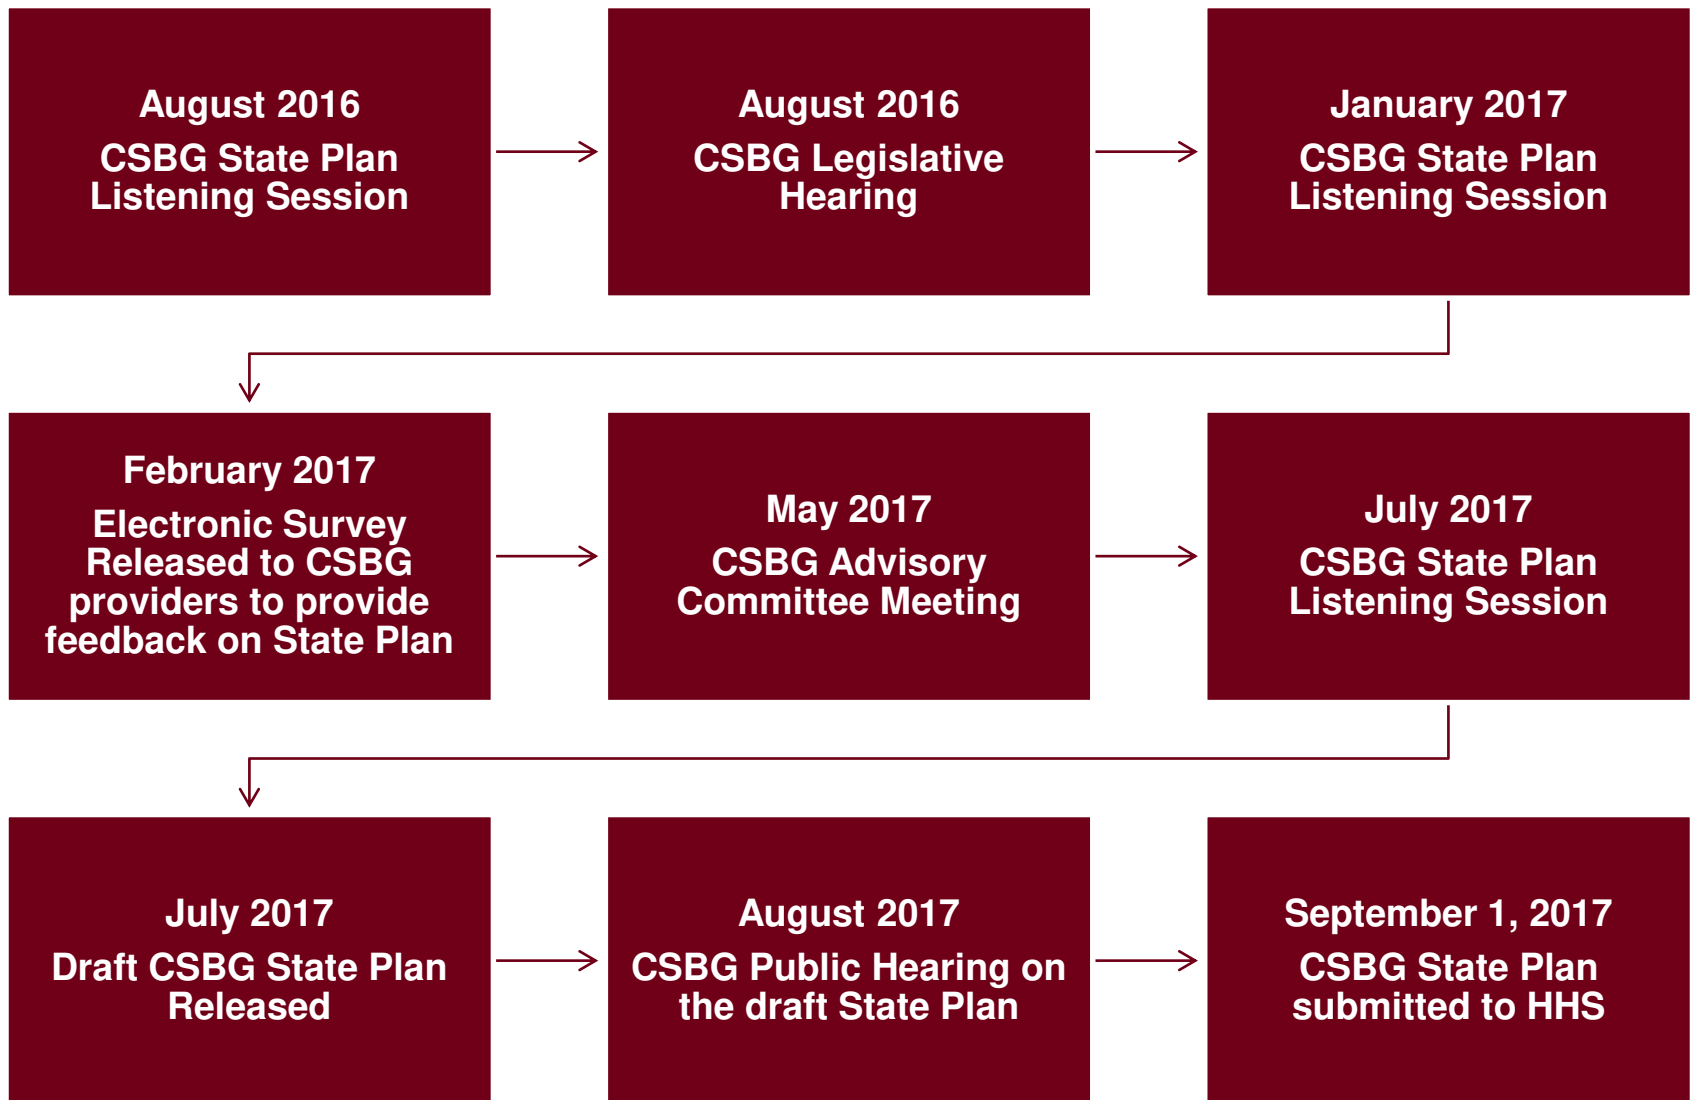 August 2016
CSBG State Plan
Listening Session
August 2016
CSBG Legislative
Hearing
January 2017
CSBG State Plan
Listening Session
February 2017
Electronic Survey
Released to CSBG
providers to provide
feedback on State Plan
May 2017
CSBG Advisory
Committee Meeting
July 2017
CSBG State Plan
Listening Session
July 2017
Draft CSBG State Plan
Released
August 2017
CSBG Public Hearing on
the draft State Plan
September 1, 2017
CSBG State Plan
submitted to HHS